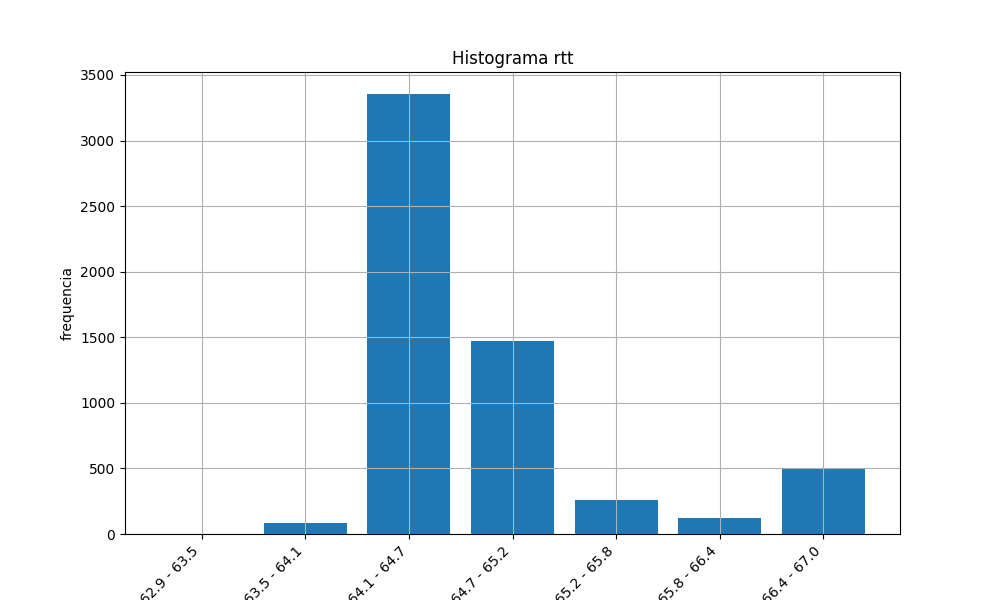 Histograma rtt
3500
3000
2500
2000
1500
1000
500
0
frequencia
62.9 - 63.5
63.5 - 64.1
64.1 - 64.7
64.7 - 65.2
65.2 - 65.8
65.8 - 66.4
66.4 - 67.0